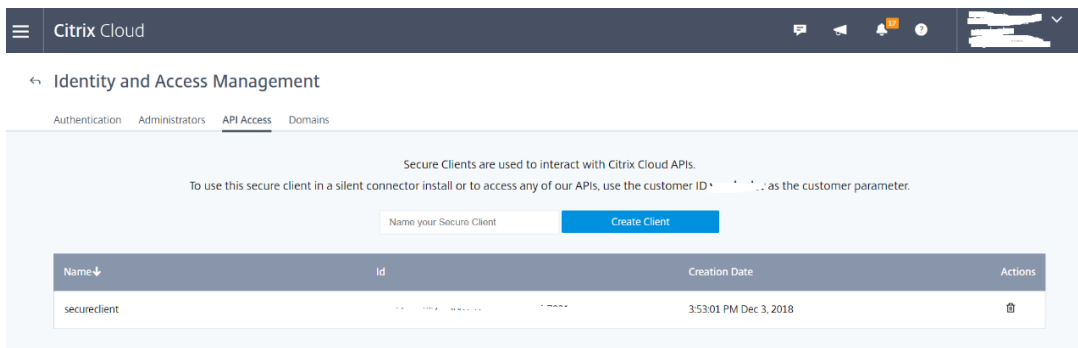 Citrix Cloud
17
?
Identity and Access Management
Authentication Administrators API Access Domains
Secure Clients are used to interact with Citrix Cloud APIs.
To use this secure client in a silent connector install or to access any of our APIs, use the customer ID as the customer parameter.
Name your Secure Client Create Client
Name Id Creation Date Actions
secureclient 3:53:01 PM Dec 3, 2018